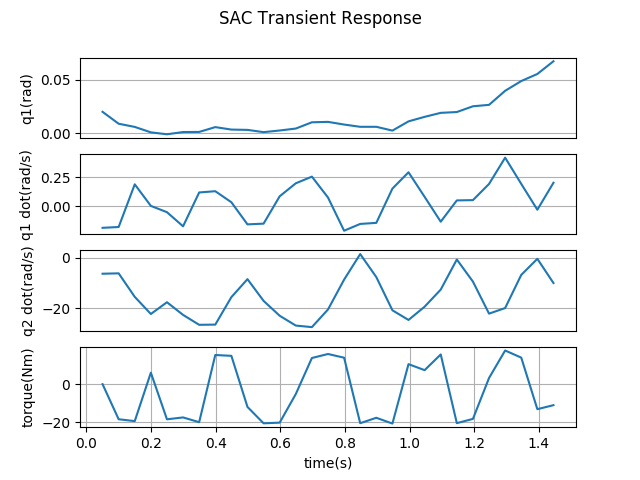 SAC Transient Response
q1(rad)
0.05
0.00
q1 dot(rad/s)
0.25
0.00
q2 dot(rad/s)
0
−20
torque(Nm)
0
−20
0.0 0.2 0.4 0.6 0.8 1.0 1.2 1.4
time(s)